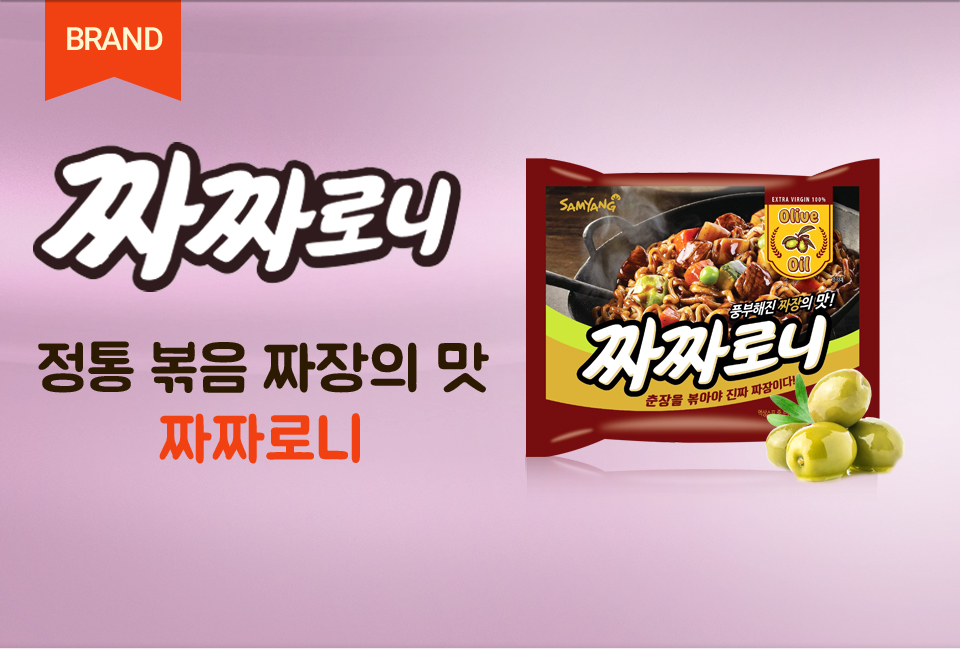 BRAND
짜짜로니
정통 볶음 짜장의 맛
짜짜로니
SAMYANG
EXTRA VIRGIN 100%
Olive
Oil
풍부해진 짜장의 맛!
짜짜로니
춘장을 볶아야 진짜 짜장이다!